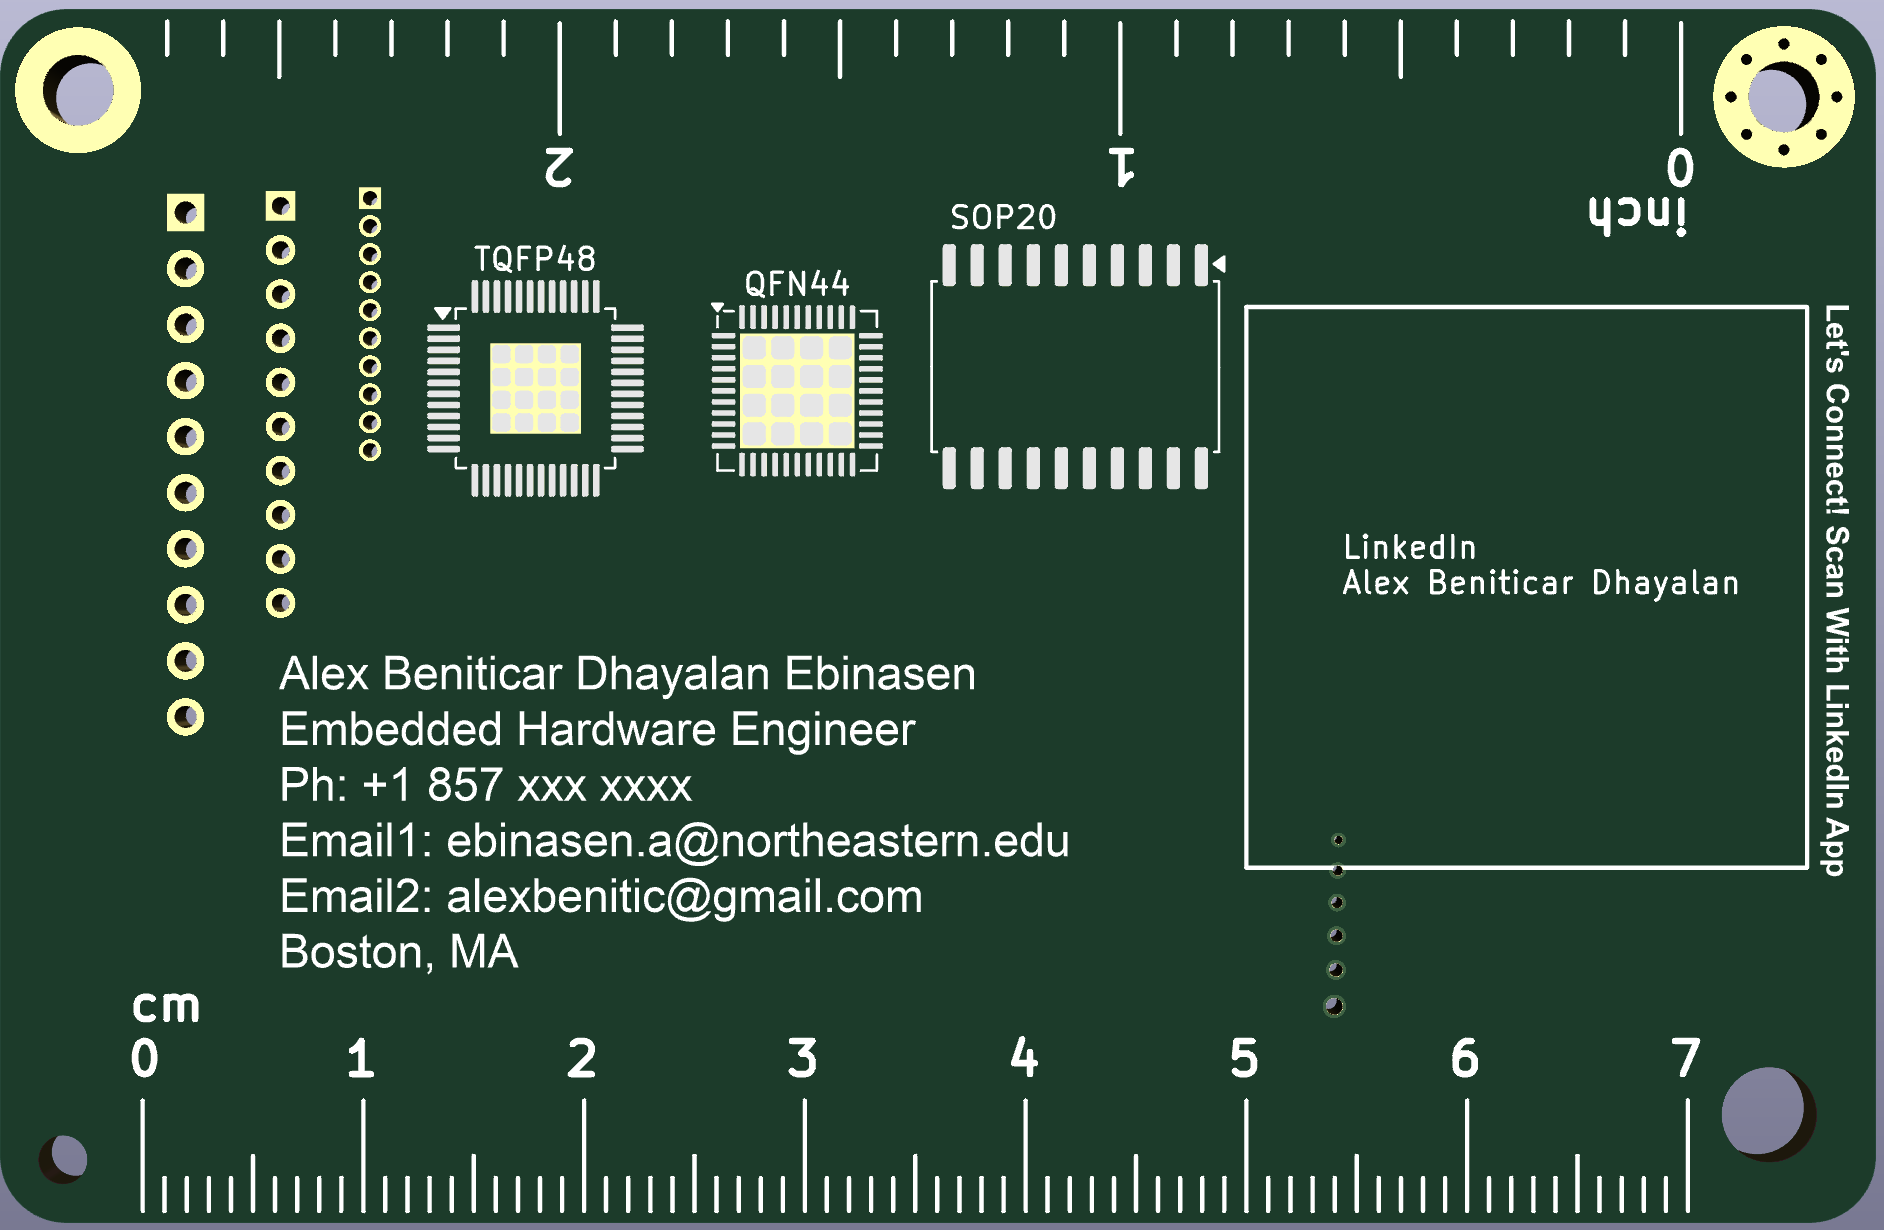 2 1 0
inch
SOP20
TQFP48
QFN44
LinkedIn
Alex Beniticar Dhayalan
Let's Connect! Scan With LinkedIn App
Alex Beniticar Dhayalan Ebinasen
Embedded Hardware Engineer
Ph: +1 857 xxx xxxx
Email1: ebinasen.a@northeastern.edu
Email2: alexbenitic@gmail.com
Boston, MA
cm
0 1 2 3 4 5 6 7